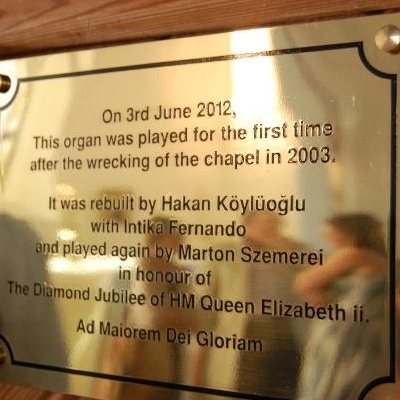 On 3rd June 2012,
This organ was played for the first time
after the wrecking of the chapel in 2003.
It was rebuilt by Hakan Köylüoğlu
with Intika Fernando
and played again by Marton Szemerei
in honour of
The Diamond Jubilee of HM Queen Elizabeth ii.
Ad Maiorem Dei Gloriam